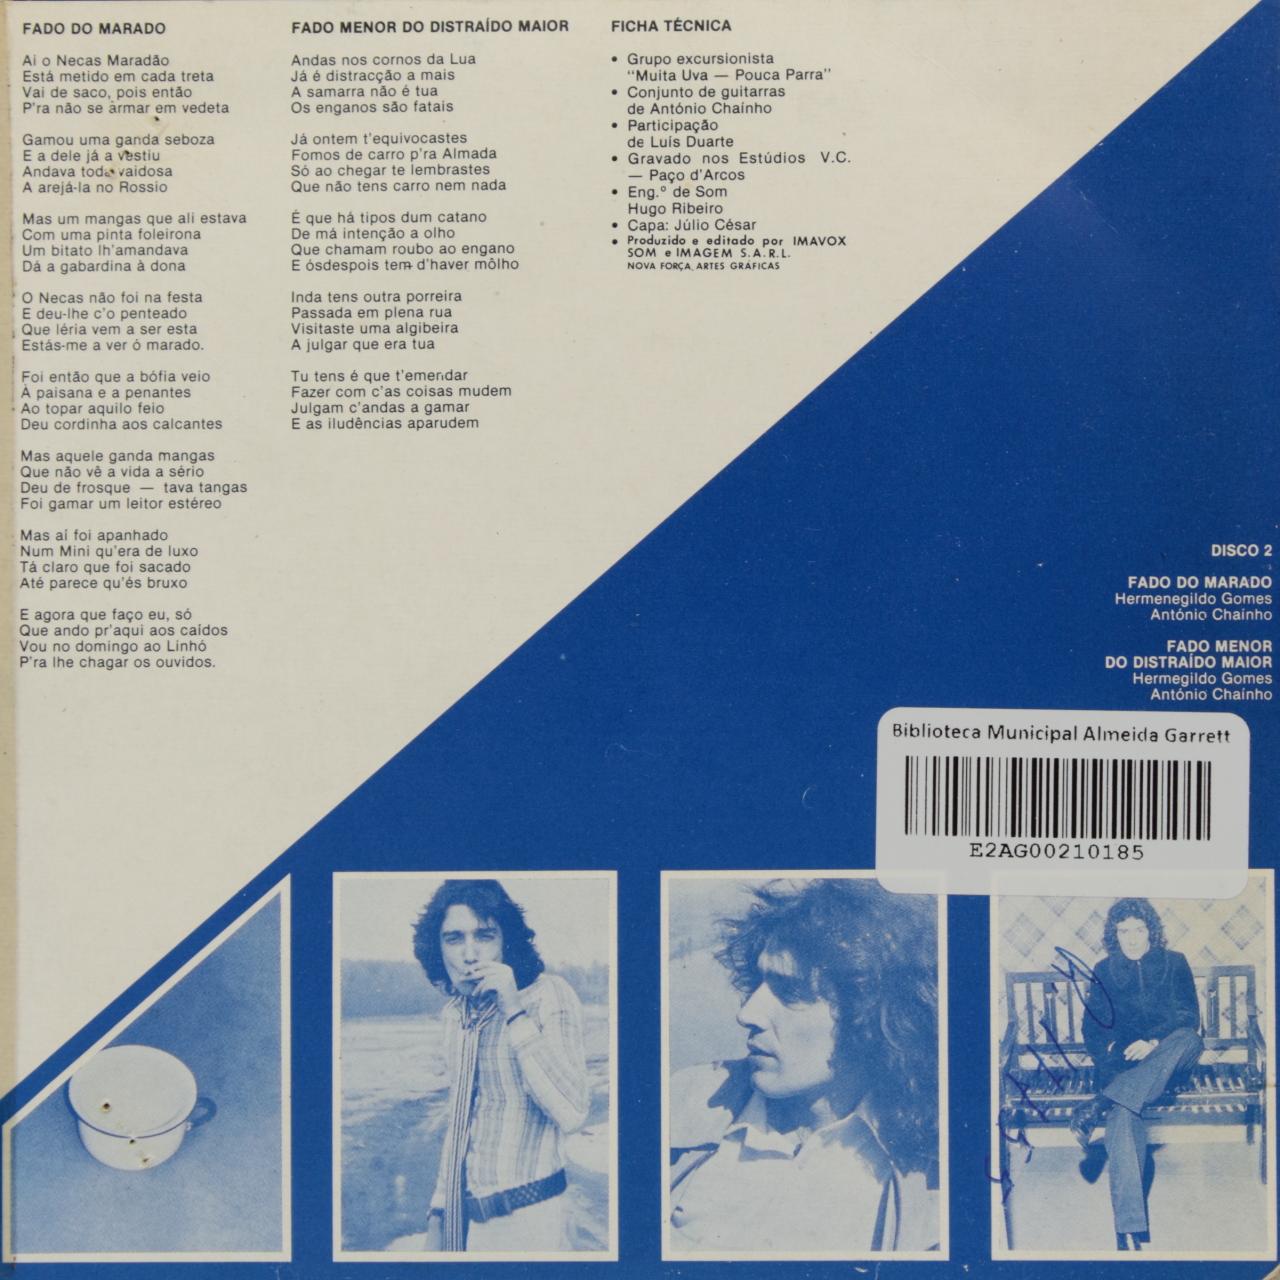 FADO DO MARADO
Ai o Necas Maradão
Está metido em cada treta
Vai de saco, pois então
P'ra não se armar em vedeta
Gamou uma ganda seboza
E a dele já a vestiu
Andava toda vaidosa
A arejá-la no Rossio
Mas um mangas que ali estava
Com uma pinta foleirona
Um bitato lh'amandava
Dá a gabardina à dona
O Necas não foi na festa
E deu-lhe c'o penteado
Que léria vem a ser esta
Estás-me a ver ó marado.
Foi então que a bófia veio
À paisana e a penantes
Ao topar aquilo feio
Deu cordinha aos calcantes
Mas aquele ganda mangas
Que não vê a vida a sério
Deu de frosque — tava tangas
Foi gamar um leitor estéreo
Mas aí foi apanhado
Num Mini qu'era de luxo
Tá claro que foi sacado
Até parece qu'és bruxo
E agora que faço eu, só
Que ando pr'aqui aos caídos
Vou no domingo ao Linhó
P'ra lhe chagar os ouvidos.
FADO MENOR DO DISTRAÍDO MAIOR
Andas nos cornos da Lua
Já é distracção a mais
A samarra não é tua
Os enganos são fatais
Já ontem t'equivocastes
Fomos de carro p'ra Almada
Só ao chegar te lembrastes
Que não tens carro nem nada
É que há tipos dum catano
De má intenção a olho
Que chamam roubo ao engano
E ósdespois tem d'haver môlho
Inda tens outra porreira
Passada em plena rua
Visitaste uma algibeira
A julgar que era tua
Tu tens é que t'emendar
Fazer com c'as coisas mudem
Julgam c'andas a gamar
E as iludências aparudem
FICHA TÉCNICA
• Grupo excursionista
"Muita Uva — Pouca Parra"
• Conjunto de guitarras
de António Chaínho
• Participação
de Luís Duarte
• Gravado nos Estúdios V.C.
— Paço d'Arcos
• Eng.º de Som
Hugo Ribeiro
• Capa: Júlio César
• Produzido e editado por IMAVOX
SOM e IMAGEM S.A.R.L.
NOVA FORÇA, ARTES GRÁFICAS
DISCO 2
FADO DO MARADO
Hermenegildo Gomes
António Chaínho
FADO MENOR
DO DISTRAÍDO MAIOR
Hermegildo Gomes
António Chaínho
Biblioteca Municipal Almeida Garrett
E2AG00210185